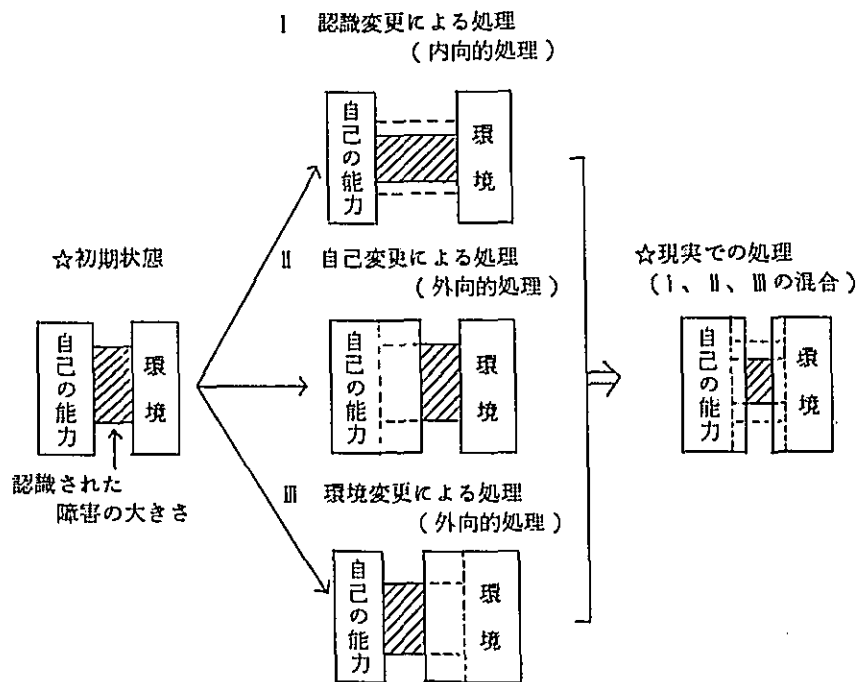 Ⅰ 認識変更による処理
(内向的処理)
自己の能力
環境
☆初期状態
自己の能力
環境
認識された
障害の大きさ
Ⅱ 自己変更による処理
(外向的処理)
自己の能力
環境
Ⅲ 環境変更による処理
(外向的処理)
自己の能力
環境
☆現実での処理
(Ⅰ、Ⅱ、Ⅲの混合)
自己の能力
環境